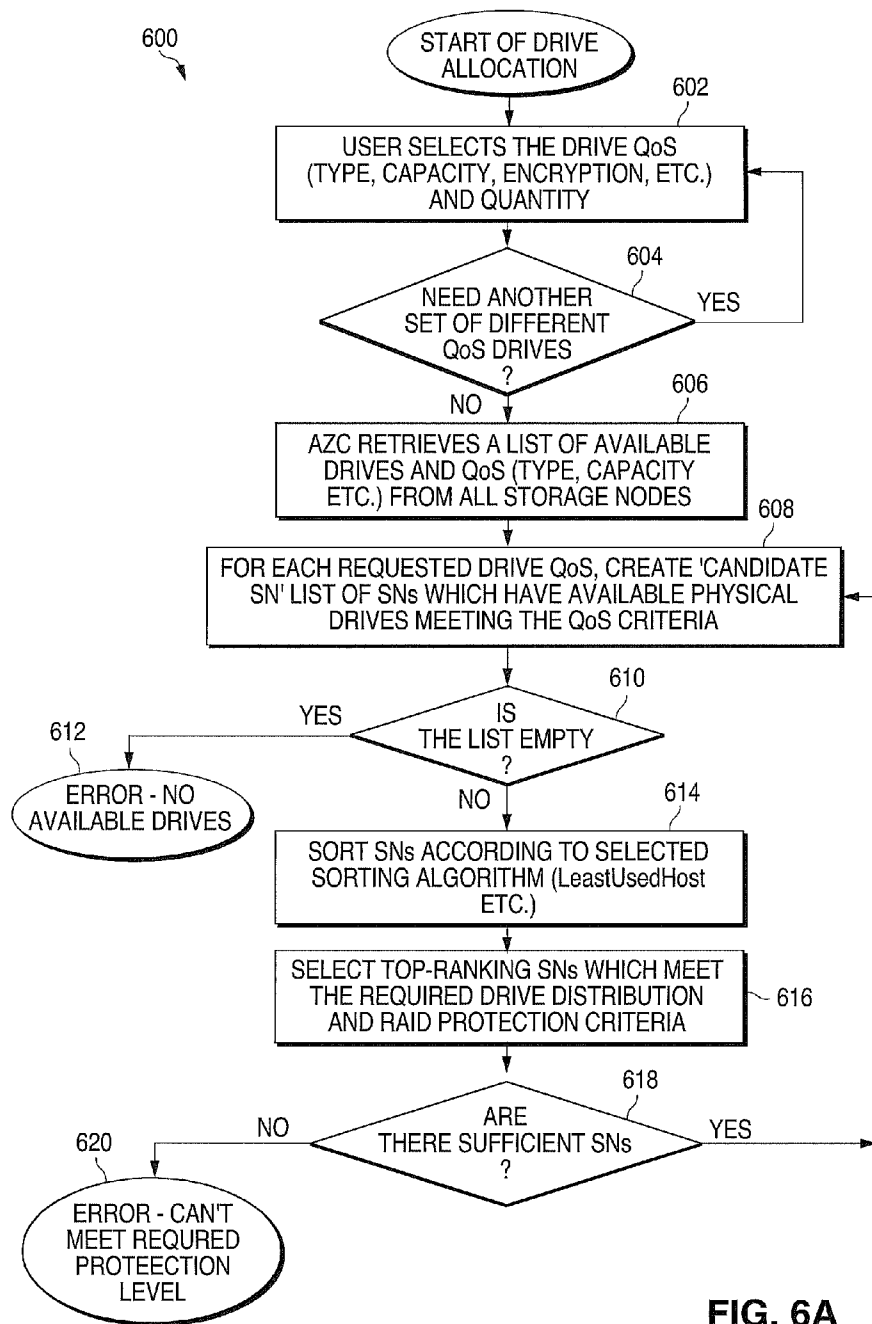 600
START OF DRIVE
ALLOCATION
602
USER SELECTS THE DRIVE QoS
(TYPE, CAPACITY, ENCRYPTION, ETC.)
AND QUANTITY
604
NEED ANOTHER
SET OF DIFFERENT
QoS DRIVES
?
YES
NO
606
AZC RETRIEVES A LIST OF AVAILABLE
DRIVES AND QoS (TYPE, CAPACITY
ETC.) FROM ALL STORAGE NODES
608
FOR EACH REQUESTED DRIVE QoS, CREATE 'CANDIDATE
SN' LIST OF SNs WHICH HAVE AVAILABLE PHYSICAL
DRIVES MEETING THE QoS CRITERIA
610
IS
THE LIST EMPTY
?
YES
612
ERROR - NO
AVAILABLE DRIVES
NO
614
SORT SNs ACCORDING TO SELECTED
SORTING ALGORITHM (LeastUsedHost
ETC.)
SELECT TOP-RANKING SNs WHICH MEET
THE REQUIRED DRIVE DISTRIBUTION
AND RAID PROTECTION CRITERIA
616
618
ARE
THERE SUFFICIENT SNs
?
NO
YES
620
ERROR - CAN'T
MEET REQURED
PROTEECTION
LEVEL
FIG. 6A